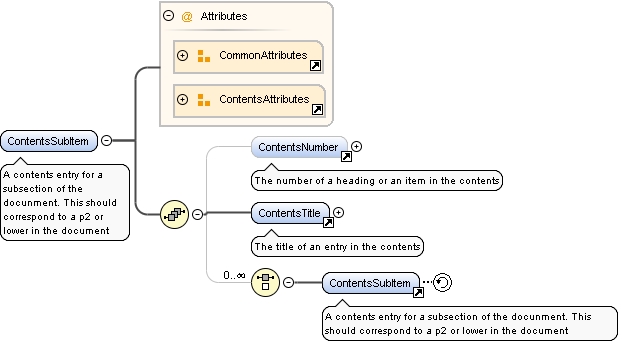 @ Attributes
CommonAttributes
ContentsAttributes
ContentsSubItem
A contents entry for a
subsection of the
docunment. This should
correspond to a p2 or
lower in the document
ContentsNumber
The number of a heading or an item in the contents
ContentsTitle
The title of an entry in the contents
0..∞
ContentsSubItem
A contents entry for a subsection of the docunment. This
should correspond to a p2 or lower in the document